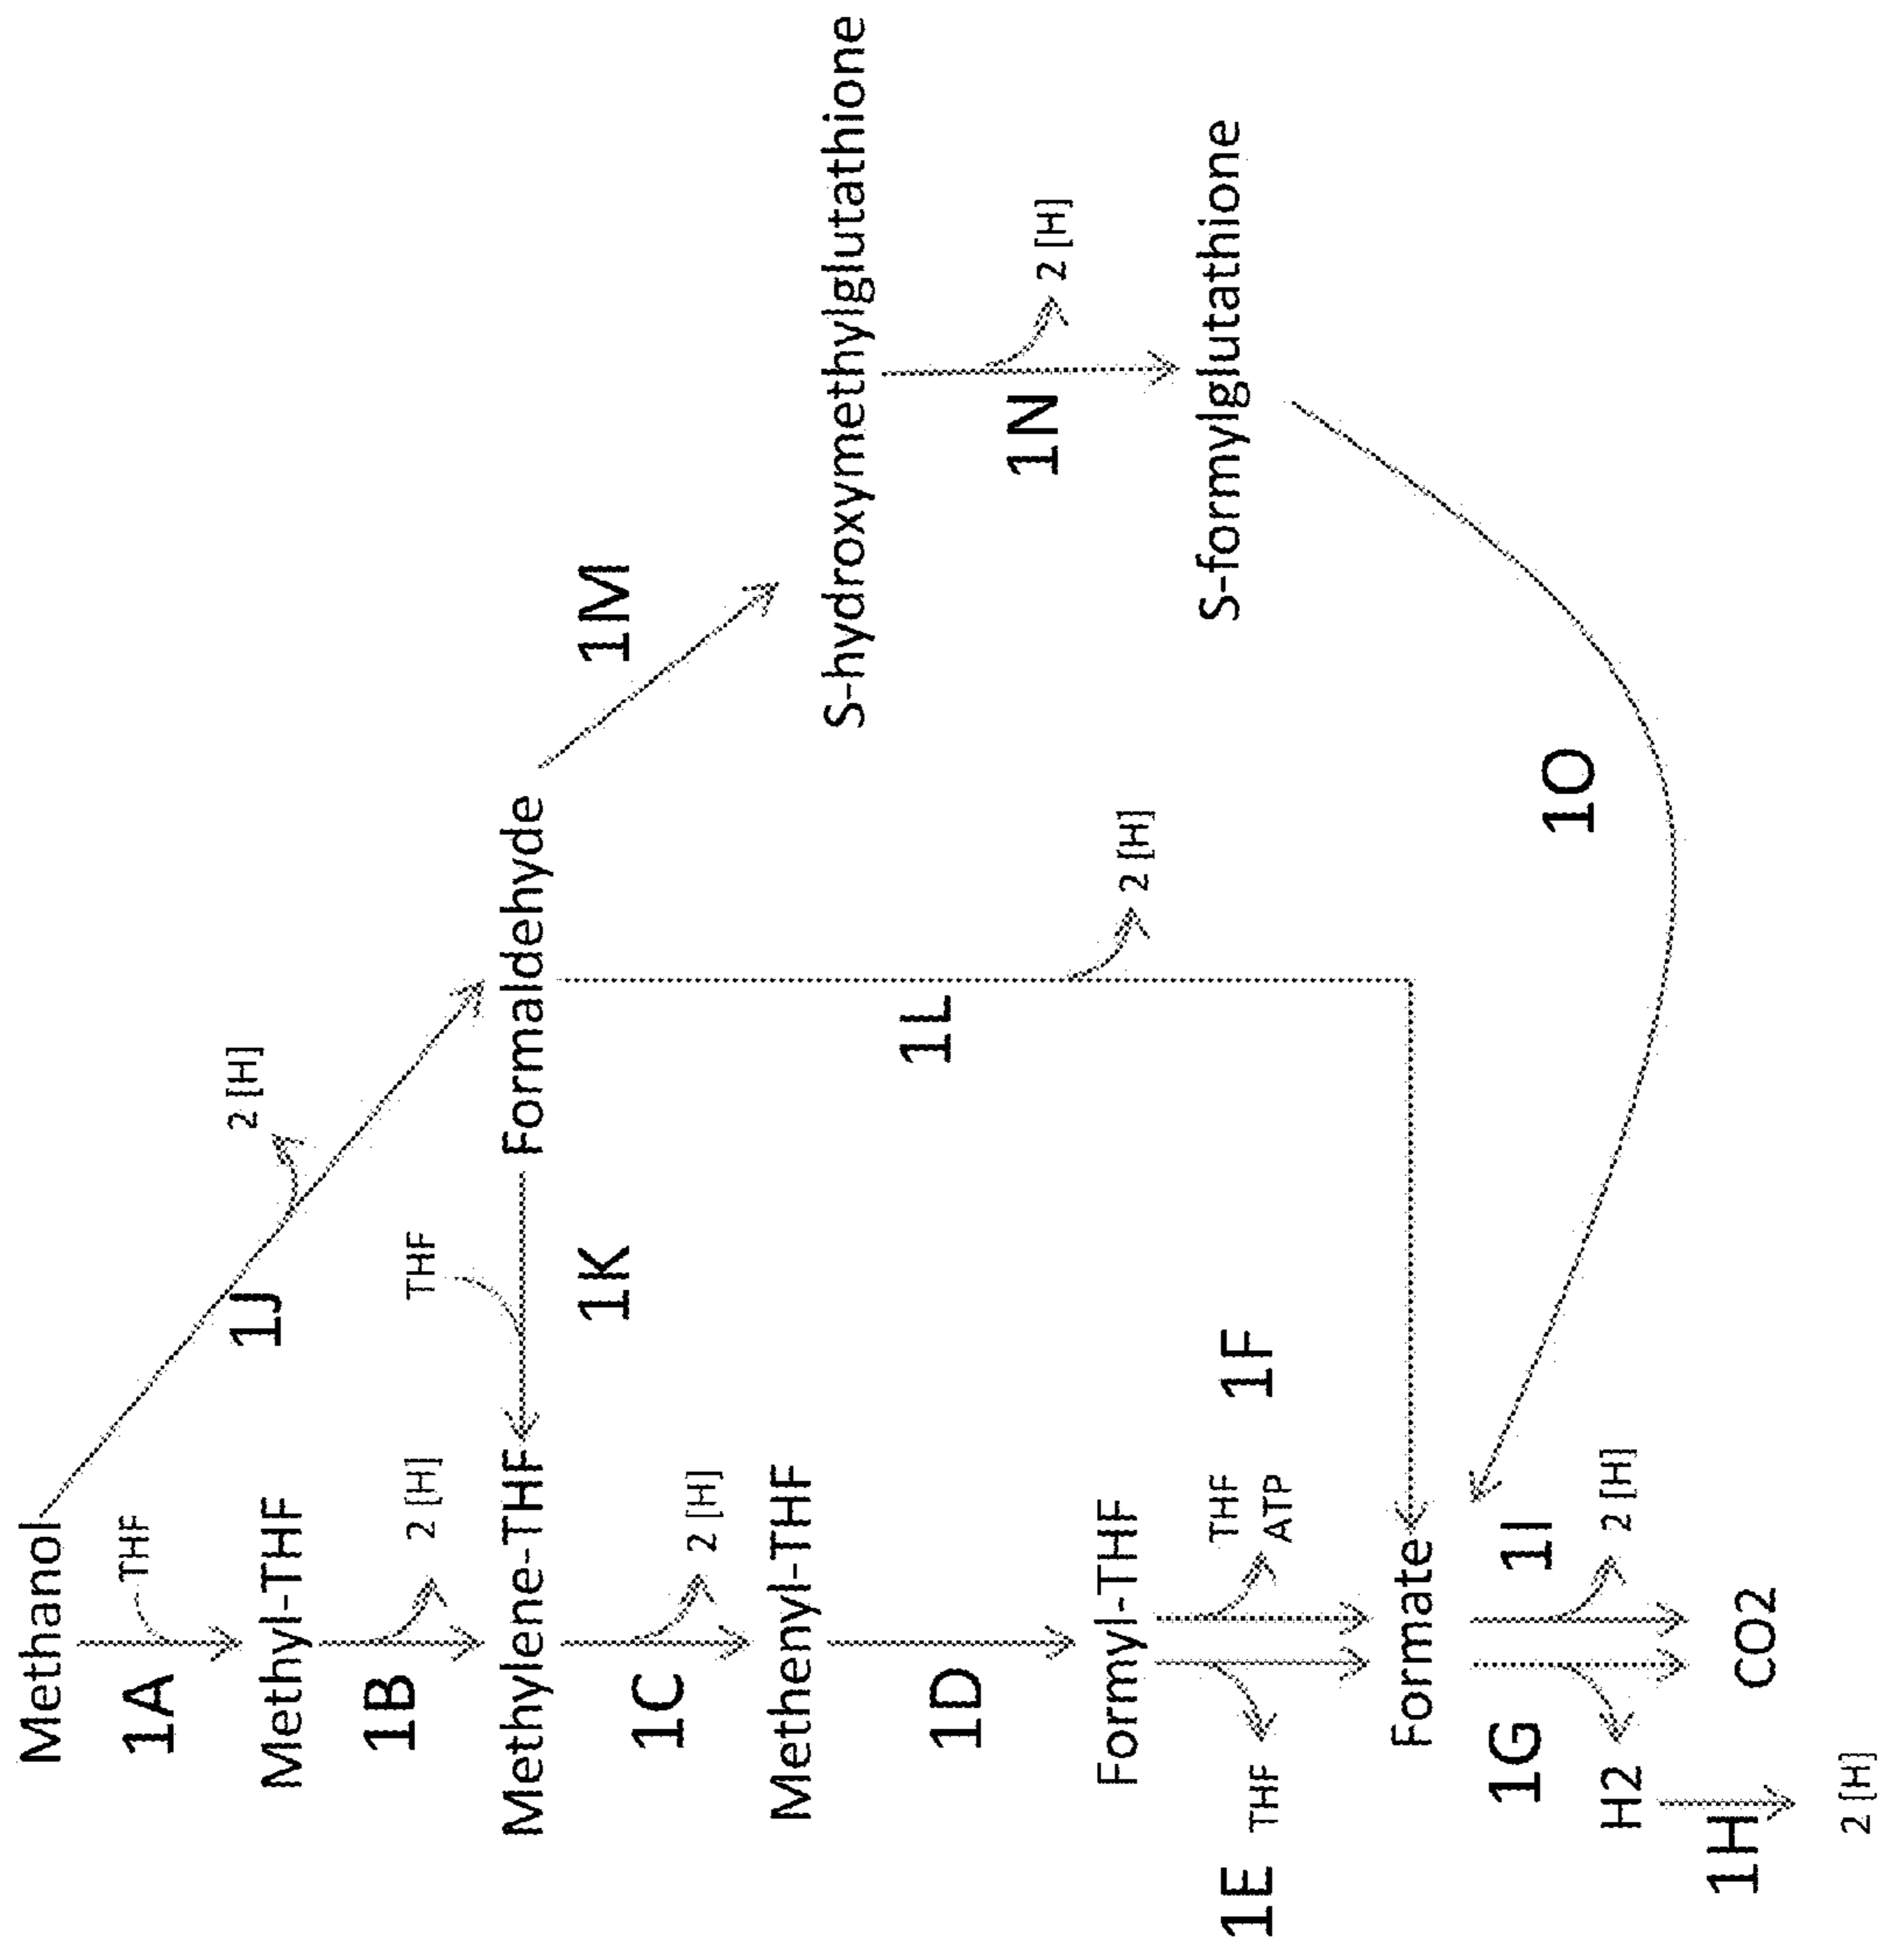 Methanol
1A
THF
1J
2 [H]
Methyl-THF
1B
2 [H]
THF
Methylene-THF
Formaldehyde
1K
1M
1C
2 [H]
Methenyl-THF
S-hydroxymethylglutathione
1D
1L
1N
2 [H]
Formyl-THF
2 [H]
1E
THF
THF
ATP
1F
S-formylglutathione
Formate
1G
1I
1O
H2
2 [H]
1H
CO2
2 [H]